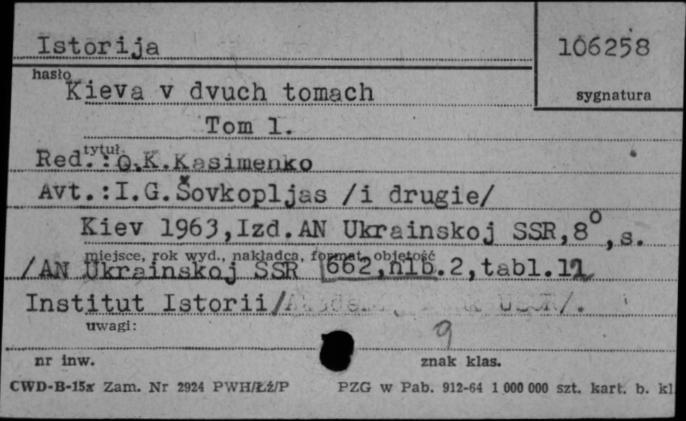 Istorija
106258
hasło
Kieva v dvuch tomach
sygnatura
Tom 1.
tytuł
Red.: O.K.Kasimenko
Avt.:I.G.Šovkopljas /i drugie/
Kiev 1963,Izd.AN Ukrainskoj SSR,8°,s.
miejsce, rok wyd., nakładca, format, objętość
/AN Ukrainskoj SSR 662,nlb.2,tabl.12
Institut Istorii/
uwagi:
9
nr inw.
znak klas.
CWD-B-15x Zam. Nr 2924 PWH/Łż/P PZG w Pab. 912-64 1 000 000 szt. kart. b. kl